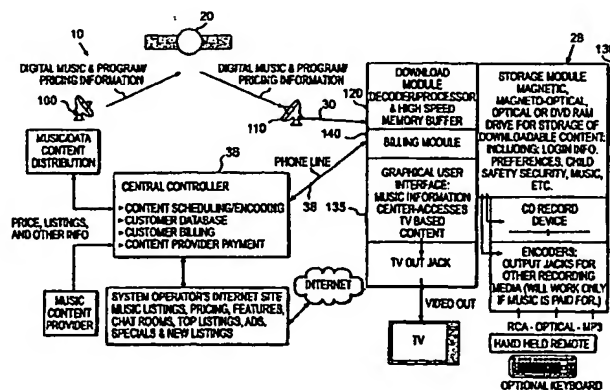 10
20
28
130
DIGITAL MUSIC & PROGRAM/
PRICING INFORMATION
DIGITAL MUSIC & PROGRAM/
PRICING INFORMATION
100
110
30
120
140
MUSIC/DATA
CONTENT
DISTRIBUTION
38
PHONE LINE
38
135
CENTRAL CONTROLLER
CONTENT SCHEDULING/ENCODING
CUSTOMER DATABASE
CUSTOMER BILLING
CONTENT PROVIDER PAYMENT
PRICE, LISTINGS,
AND OTHER INFO
MUSIC CONTENT
PROVIDER
SYSTEM OPERATOR'S INTERNET SITE
MUSIC LISTINGS, PRICING, FEATURES,
CHAT ROOMS, TOP LISTINGS, ADS,
SPECIALS & NEW LISTINGS
INTERNET
DOWNLOAD
MODULE
DECODER/PROCESSOR
& HIGH SPEED
MEMORY BUFFER
BILLING MODULE
GRAPHICAL USER
INTERFACE:
MUSIC INFORMATION
CENTER-ACCESSES
TV BASED
CONTENT
TV OUT JACK
VIDEO OUT
TV
STORAGE MODULE
MAGNETIC,
MAGNETO-OPTICAL,
OPTICAL OR DVD RAM
DRIVE FOR STORAGE OF
DOWNLOADABLE CONTENT
INCLUDING: LOGIN INFO.
PREFERENCES, CHILD
SAFETY SECURITY, MUSIC,
ETC.
CD RECORD
DEVICE
ENCODERS:
OUTPUT JACKS FOR
OTHER RECORDING
MEDIA (WILL WORK ONLY
IF MUSIC IS PAID FOR.)
RCA - OPTICAL - MP3
HAND HELD REMOTE
OPTIONAL KEYBOARD